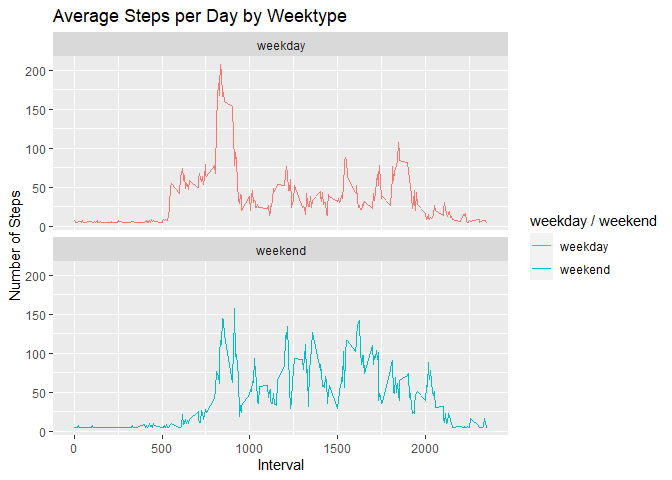 Average Steps per Day by Weektype
weekday
200
150
100
50
0
weekend
200
150
100
50
0
0 500 1000 1500 2000
Interval
Number of Steps
weekday / weekend
weekday
weekend